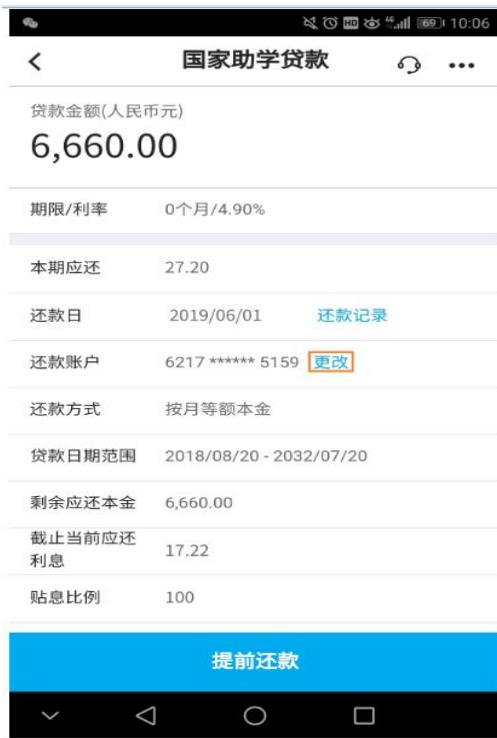 46 HD 69 10:06
国家助学贷款
贷款金额(人民币元)
6,660.00
期限/利率 0个月/4.90%
本期应还 27.20
还款日 2019/06/01 还款记录
还款账户 6217 ****** 5159 更改
还款方式 按月等额本金
贷款日期范围 2018/08/20 - 2032/07/20
剩余应还本金 6,660.00
截止当前应还
利息 17.22
贴息比例 100
提前还款